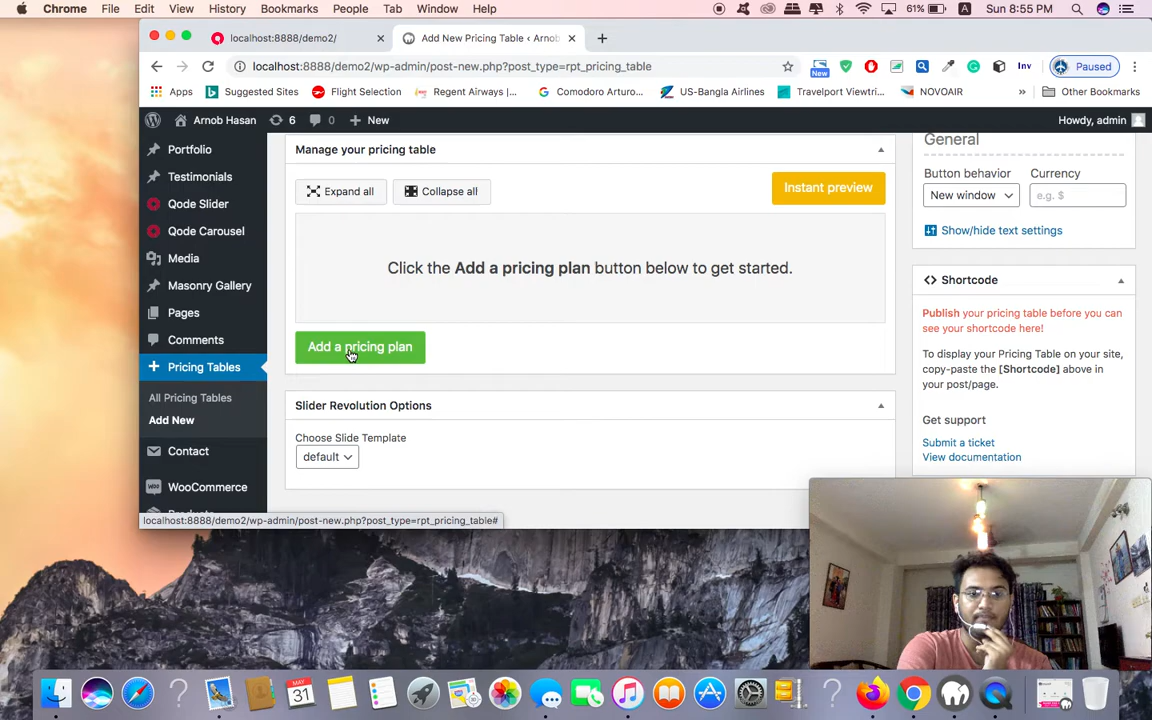 Chrome File Edit View History Bookmarks People Tab Window Help
61% A Sun 8:55 PM
localhost:8888/demo2/
Add New Pricing Table ‹ Arnob
localhost:8888/demo2/wp-admin/post-new.php?post_type=rpt_pricing_table
New
Inv
Paused
Apps Suggested Sites Flight Selection Regent Airways |... Comodoro Arturo... US-Bangla Airlines Travelport Viewtri... NOVOAIR » Other Bookmarks
Arnob Hasan 6 0 New Howdy, admin
Portfolio
Testimonials
Qode Slider
Qode Carousel
Media
Masonry Gallery
Pages
Comments
Pricing Tables
All Pricing Tables
Add New
Contact
WooCommerce
Manage your pricing table
Expand all Collapse all Instant preview
Click the Add a pricing plan button below to get started.
Add a pricing plan
Slider Revolution Options
Choose Slide Template
default
General
Button behavior Currency
New window e.g. $
Show/hide text settings
Shortcode
Publish your pricing table before you can
see your shortcode here!
To display your Pricing Table on your site,
copy-paste the [Shortcode] above in
your post/page.
Get support
Submit a ticket
View documentation
localhost:8888/demo2/wp-admin/post-new.php?post_type=rpt_pricing_table#
MAY
31